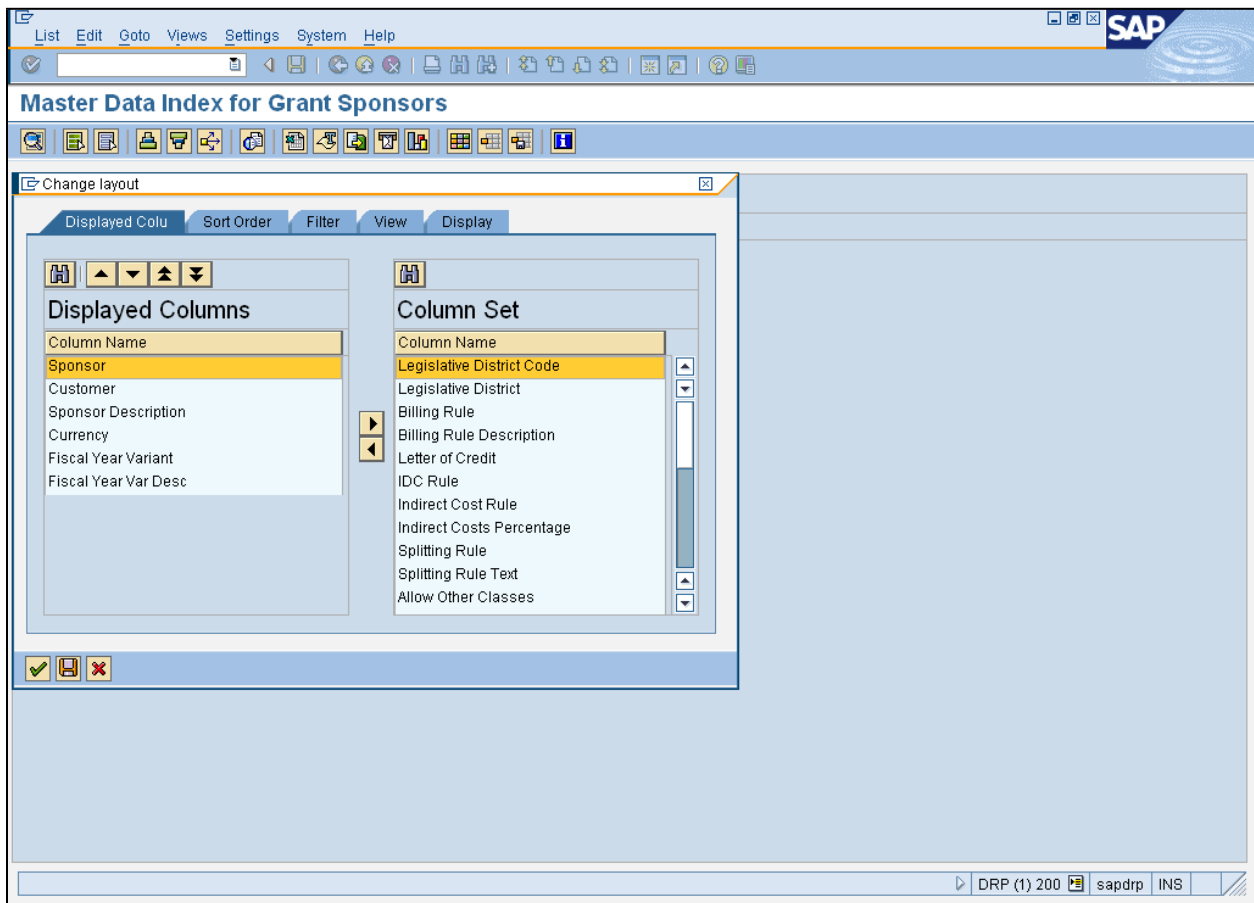 List Edit Goto Views Settings System Help
SAP
Master Data Index for Grant Sponsors
Change layout
Displayed Colu Sort Order Filter View Display
Displayed Columns
Column Name
Sponsor
Customer
Sponsor Description
Currency
Fiscal Year Variant
Fiscal Year Var Desc
Column Set
Column Name
Legislative District Code
Legislative District
Billing Rule
Billing Rule Description
Letter of Credit
IDC Rule
Indirect Cost Rule
Indirect Costs Percentage
Splitting Rule
Splitting Rule Text
Allow Other Classes
DRP (1) 200 sapdrp INS